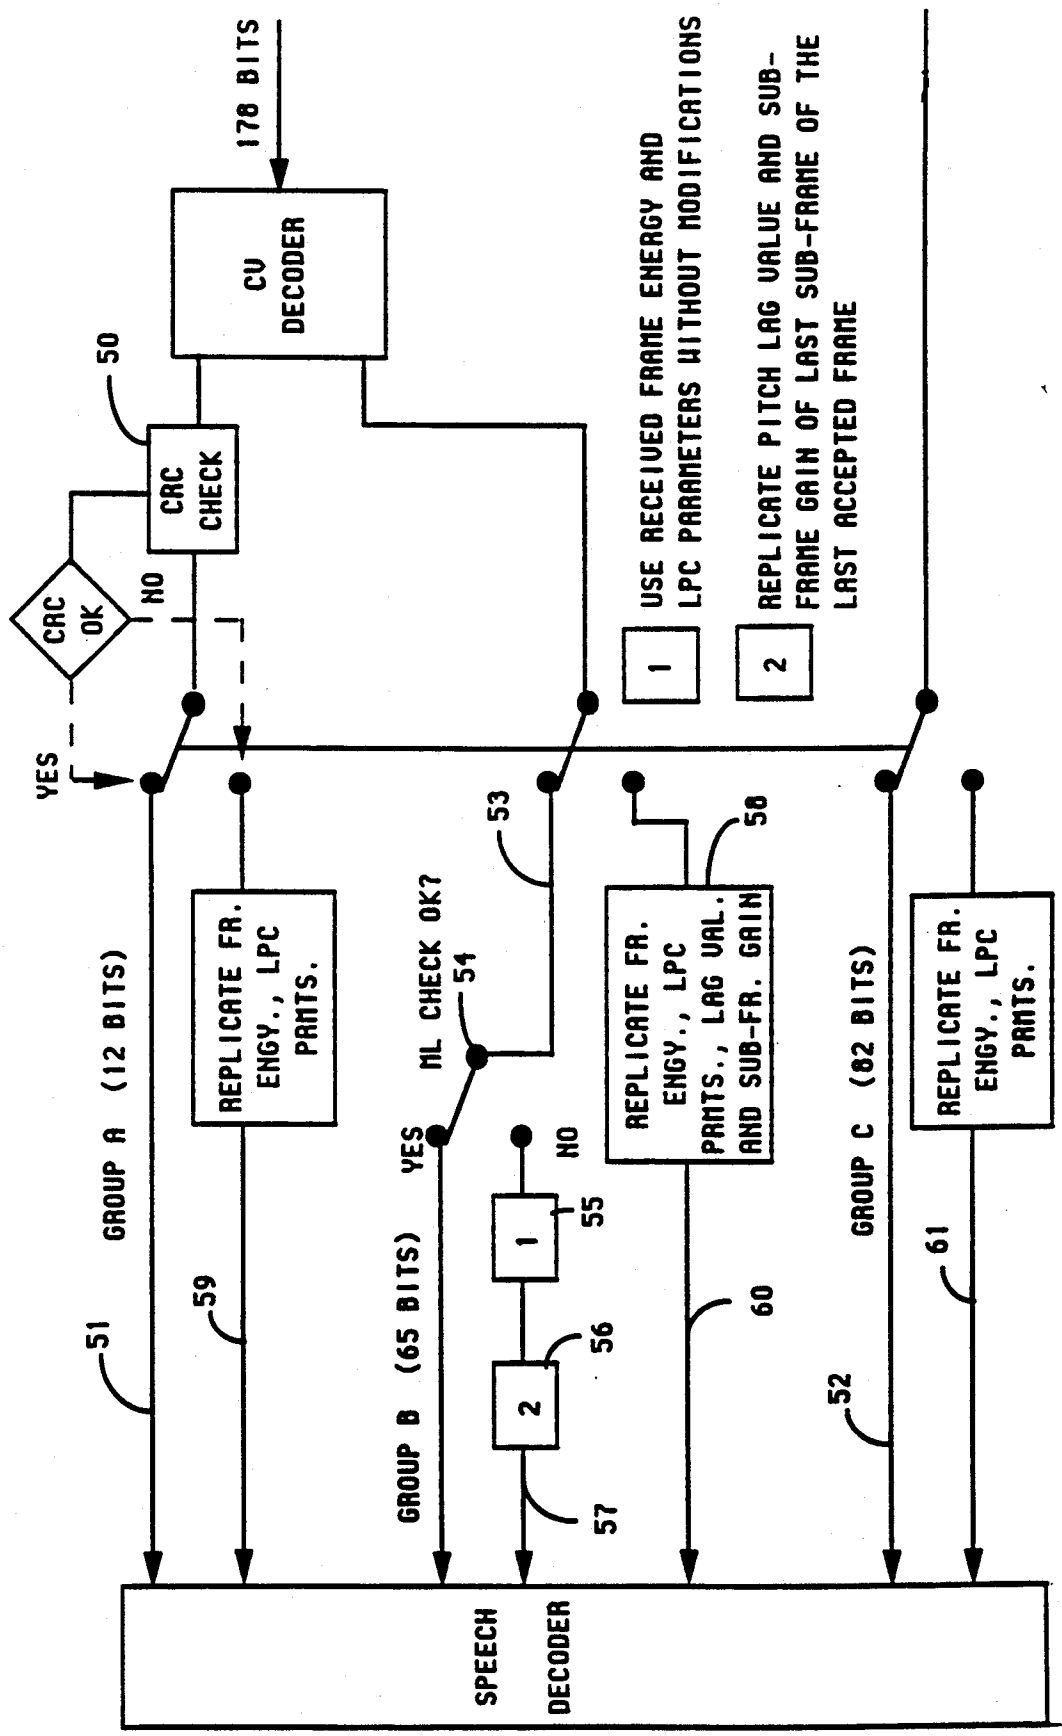 178 BITS
CV
DECODER
50
CRC
CHECK
CRC
OK
YES
NO
GROUP A (12 BITS)
51
REPLICATE FR.
ENGY., LPC
PRMTS.
59
53
ML CHECK OK?
54
YES
NO
GROUP B (65 BITS)
1
55
2
56
57
58
REPLICATE FR.
ENGY., LPC
PRMTS., LAG VAL.
AND SUB-FR. GAIN
60
GROUP C (82 BITS)
52
REPLICATE FR.
ENGY., LPC
PRMTS.
61
SPEECH
DECODER
1
USE RECEIVED FRAME ENERGY AND
LPC PARAMETERS WITHOUT MODIFICATIONS
2
REPLICATE PITCH LAG VALUE AND SUB-
FRAME GAIN OF LAST SUB-FRAME OF THE
LAST ACCEPTED FRAME